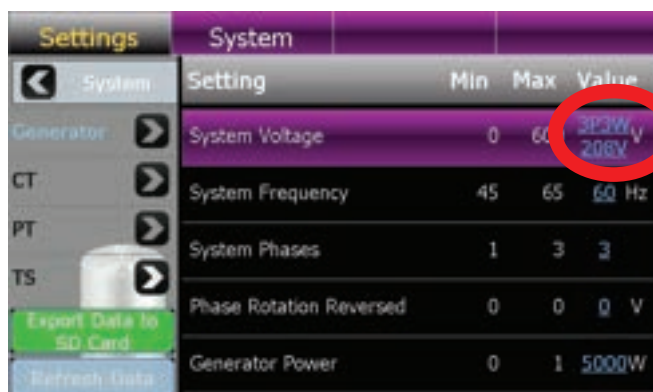 Settings System
System Setting Min Max Value
Generator
System Voltage 0 60 3P3W 208V V
CT
System Frequency 45 65 60 Hz
PT
System Phases 1 3 3
TS
Phase Rotation Reversed 0 0 0 V
Export Data to
SD Card
Generator Power 0 1 5000W
Refresh Data